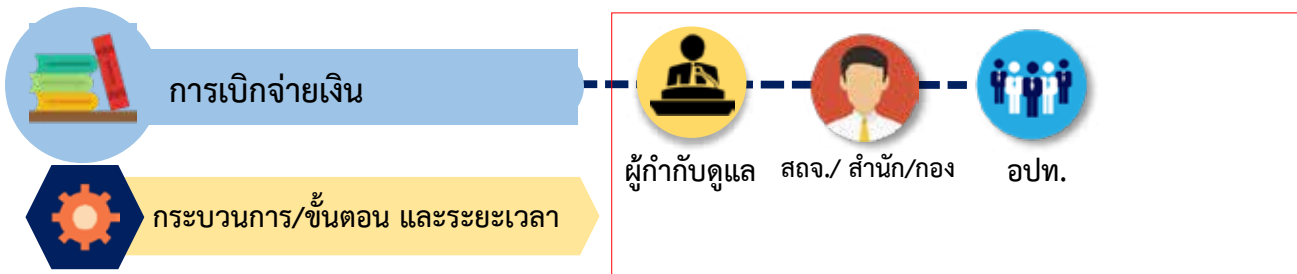 การเบิกจ่ายเงิน
ผู้กำกับดูแล
สถจ./ สำนัก/กอง
อปท.
กระบวนการ/ขั้นตอน และระยะเวลา